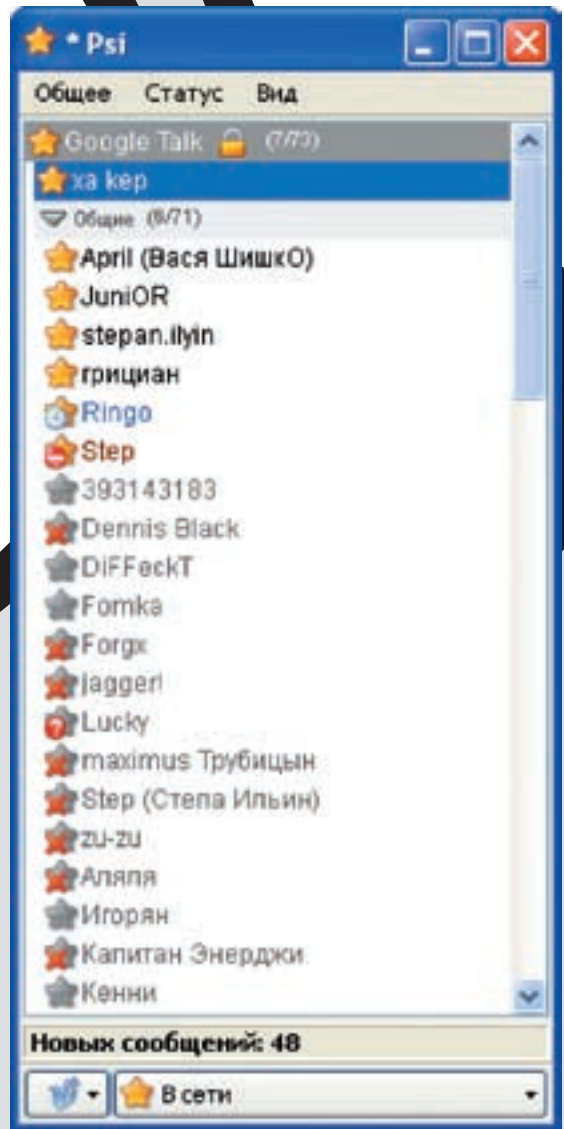 * Psi
Общее Статус Вид
Google Talk (7/73)
xa kep
Общие (6/71)
April (Вася ШишкО)
JuniOR
stepan.ilyin
грициан
Ringo
Step
393143183
Dennis Black
DiFFeckT
Fomka
Forgx
jaggerl
Lucky
maximus Трубицын
Step (Степа Ильин)
zu-zu
Аляля
Игорян
Капитан Энерджи
Кенни
Новых сообщений: 48
В сети